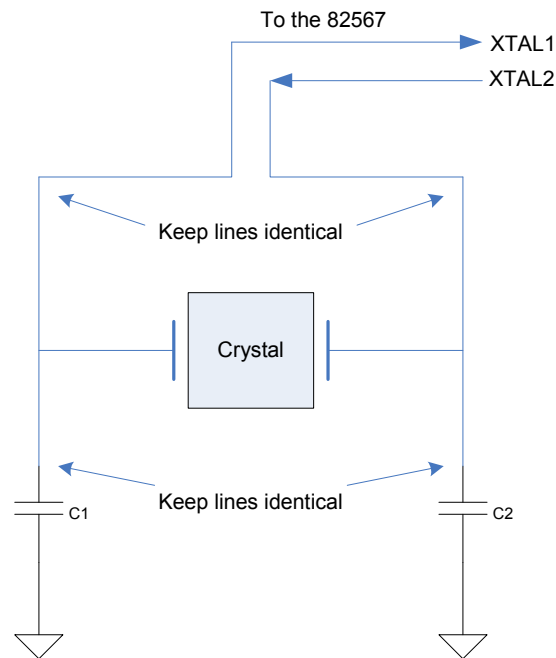 To the 82567
XTAL1
XTAL2
Keep lines identical
Crystal
Keep lines identical
C1
C2